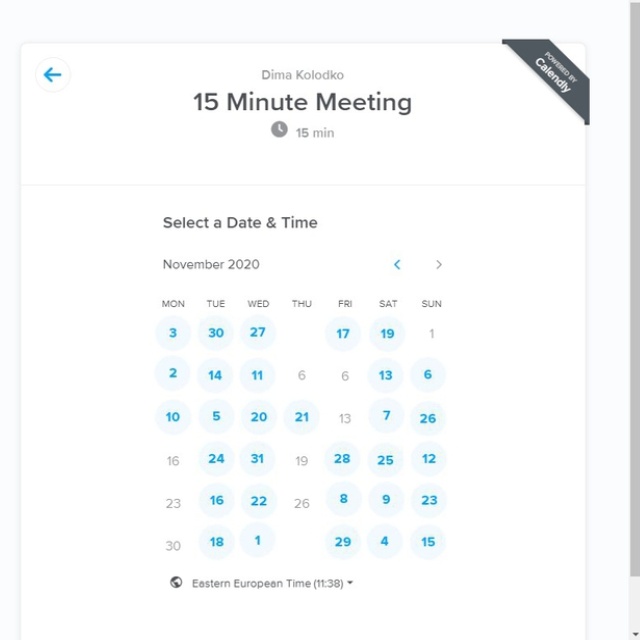 POWERED BY
Calendly
Dima Kolodko
15 Minute Meeting
15 min
Select a Date & Time
November 2020
MON TUE WED THU FRI SAT SUN
3 30 27 17 19 1
2 14 11 6 6 13 6
10 5 20 21 13 7 26
16 24 31 19 28 25 12
23 16 22 26 8 9 23
30 18 1 29 4 15
Eastern European Time (11:38)